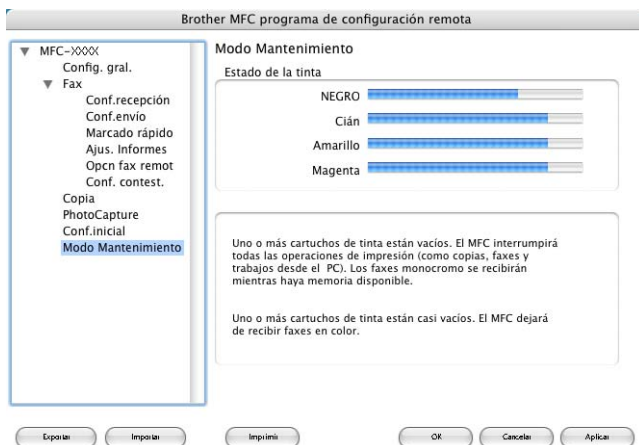 Brother MFC programa de configuración remota
MFC-XXXX
Config. gral.
Fax
Conf.recepción
Conf.envío
Marcado rápido
Ajus. Informes
Opcn fax remot
Conf. contest.
Copia
PhotoCapture
Conf.inicial
Modo Mantenimiento
Modo Mantenimiento
Estado de la tinta
NEGRO
Cián
Amarillo
Magenta
Uno o más cartuchos de tinta están vacíos. El MFC interrumpirá
todas las operaciones de impresión (como copias, faxes y
trabajos desde el PC). Los faxes monocromo se recibirán
mientras haya memoria disponible.
Uno o más cartuchos de tinta están casi vacíos. El MFC dejará
de recibir faxes en color.
Exportar
Importar
Imprimir
OK
Cancelar
Aplicar